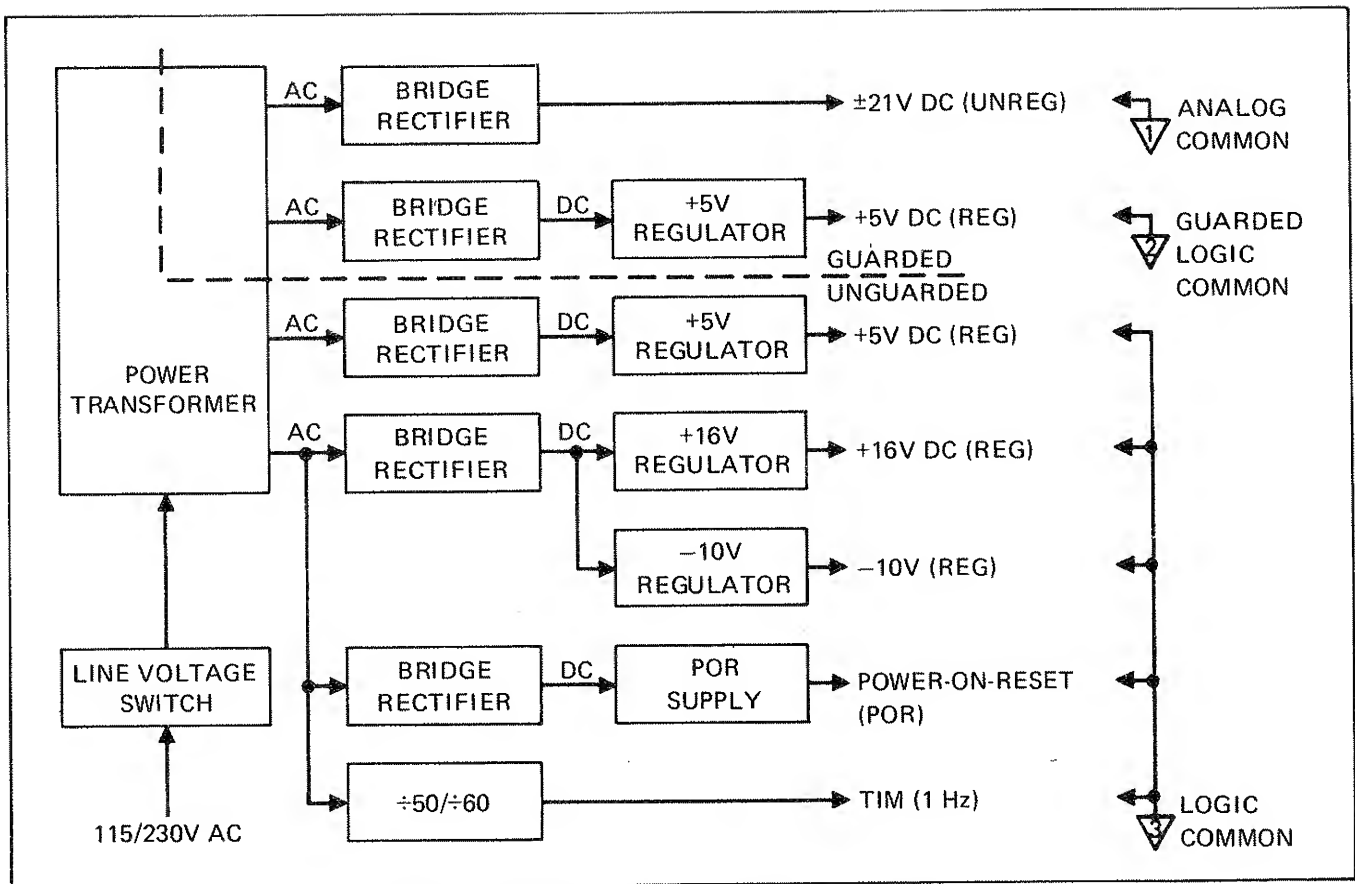 AC
BRIDGE
RECTIFIER
±21V DC (UNREG)
1
ANALOG
COMMON
AC
BRIDGE
RECTIFIER
DC
+5V
REGULATOR
+5V DC (REG)
2
GUARDED
LOGIC
COMMON
GUARDED
UNGUARDED
AC
BRIDGE
RECTIFIER
DC
+5V
REGULATOR
+5V DC (REG)
POWER
TRANSFORMER
AC
BRIDGE
RECTIFIER
DC
+16V
REGULATOR
+16V DC (REG)
−10V
REGULATOR
−10V (REG)
LINE VOLTAGE
SWITCH
BRIDGE
RECTIFIER
DC
POR
SUPPLY
POWER-ON-RESET
(POR)
÷50/÷60
TIM (1 Hz)
3
LOGIC
COMMON
115/230V AC